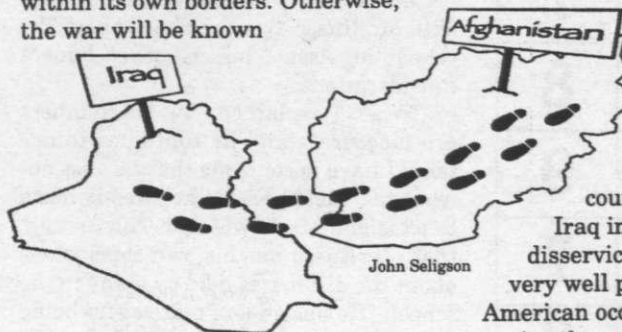 within its own borders. Otherwise,
the war will be known
Iraq
Afghanistan
John Seligson
cou
Iraq in
disservic
very well p
American occ